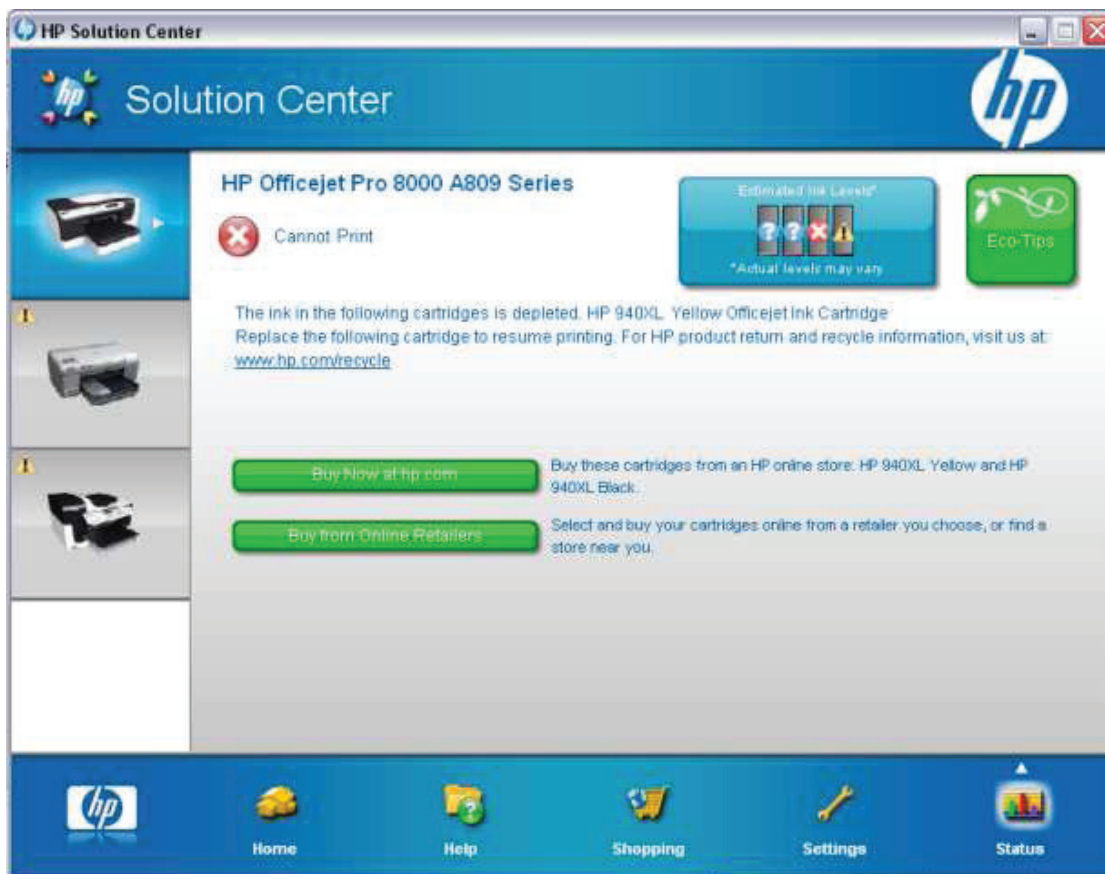 HP Solution Center
hp
Solution Center
hp
HP Officejet Pro 8000 A809 Series
Cannot Print
Estimated Ink Levels*
*Actual levels may vary
Eco-Tips
The ink in the following cartridges is depleted. HP 940XL Yellow Officejet Ink Cartridge
Replace the following cartridge to resume printing. For HP product return and recycle information, visit us at:
www.hp.com/recycle
Buy Now at hp.com
Buy these cartridges from an HP online store: HP 940XL Yellow and HP
940XL Black.
Buy from Online Retailers
Select and buy your cartridges online from a retailer you choose, or find a
store near you.
hp
Home
Help
Shopping
Settings
Status